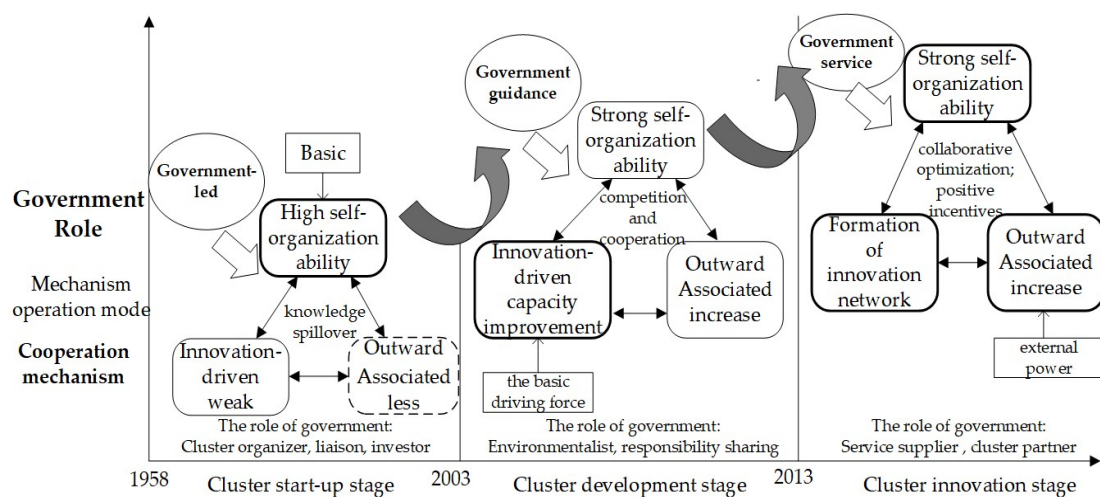 Government Role
Mechanism
operation mode
Cooperation
mechanism
Government-
led
Basic
High self-
organization
ability
knowledge
spillover
Innovation-
driven
weak
Outward
Associated
less
The role of government:
Cluster organizer, liaison, investor
Government
guidance
Strong self-
organization
ability
competition
and
cooperation
Innovation-
driven
capacity
improvement
Outward
Associated
increase
the basic
driving force
The role of government:
Environmentalist, responsibility sharing
Government
service
Strong self-
organization
ability
collaborative
optimization;
positive
incentives
Formation of
innovation
network
Outward
Associated
increase
external
power
The role of government:
Service supplier , cluster partner
1958
Cluster start-up stage
2003
Cluster development stage
2013
Cluster innovation stage